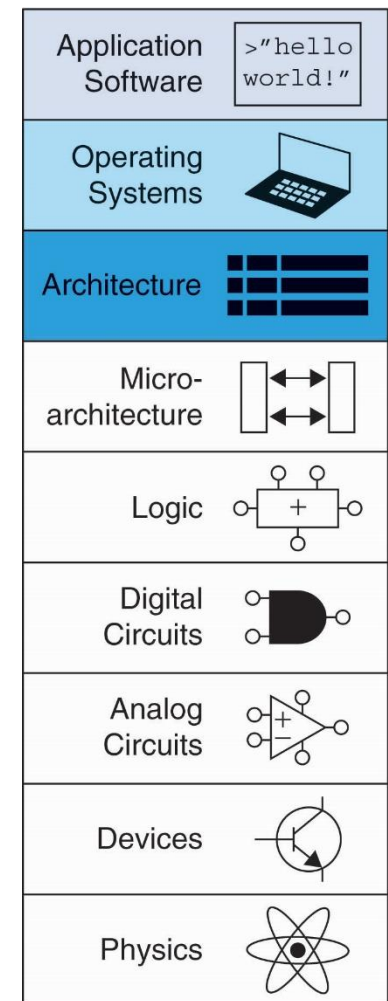 Application
Software
>"hello
world!"
Operating
Systems
Architecture
Micro-
architecture
Logic
+
Digital
Circuits
Analog
Circuits
+
−
Devices
Physics